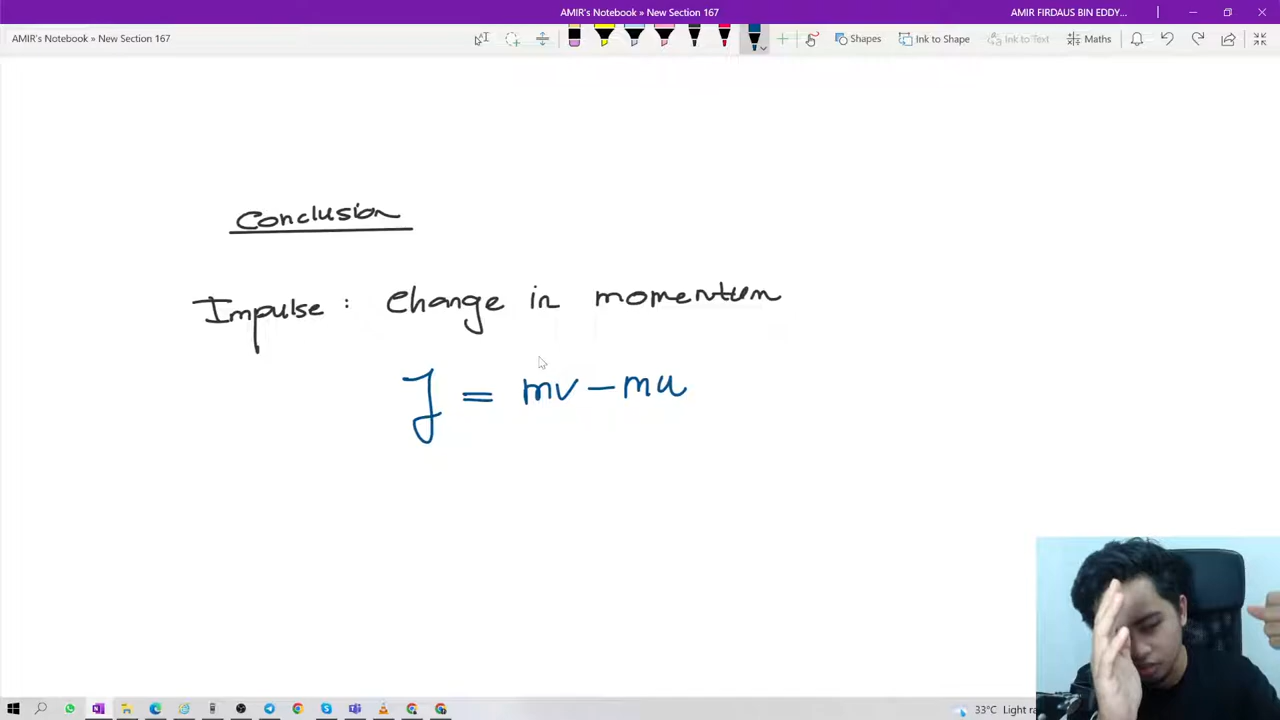 AMIR's Notebook » New Section 167
AMIR FIRDAUS BIN EDDY...
AMIR's Notebook » New Section 167
Shapes
Ink to Shape
Ink to Text
Maths
Conclusion
Impulse : change in momentum
J = mv - mu
33°C Light ra